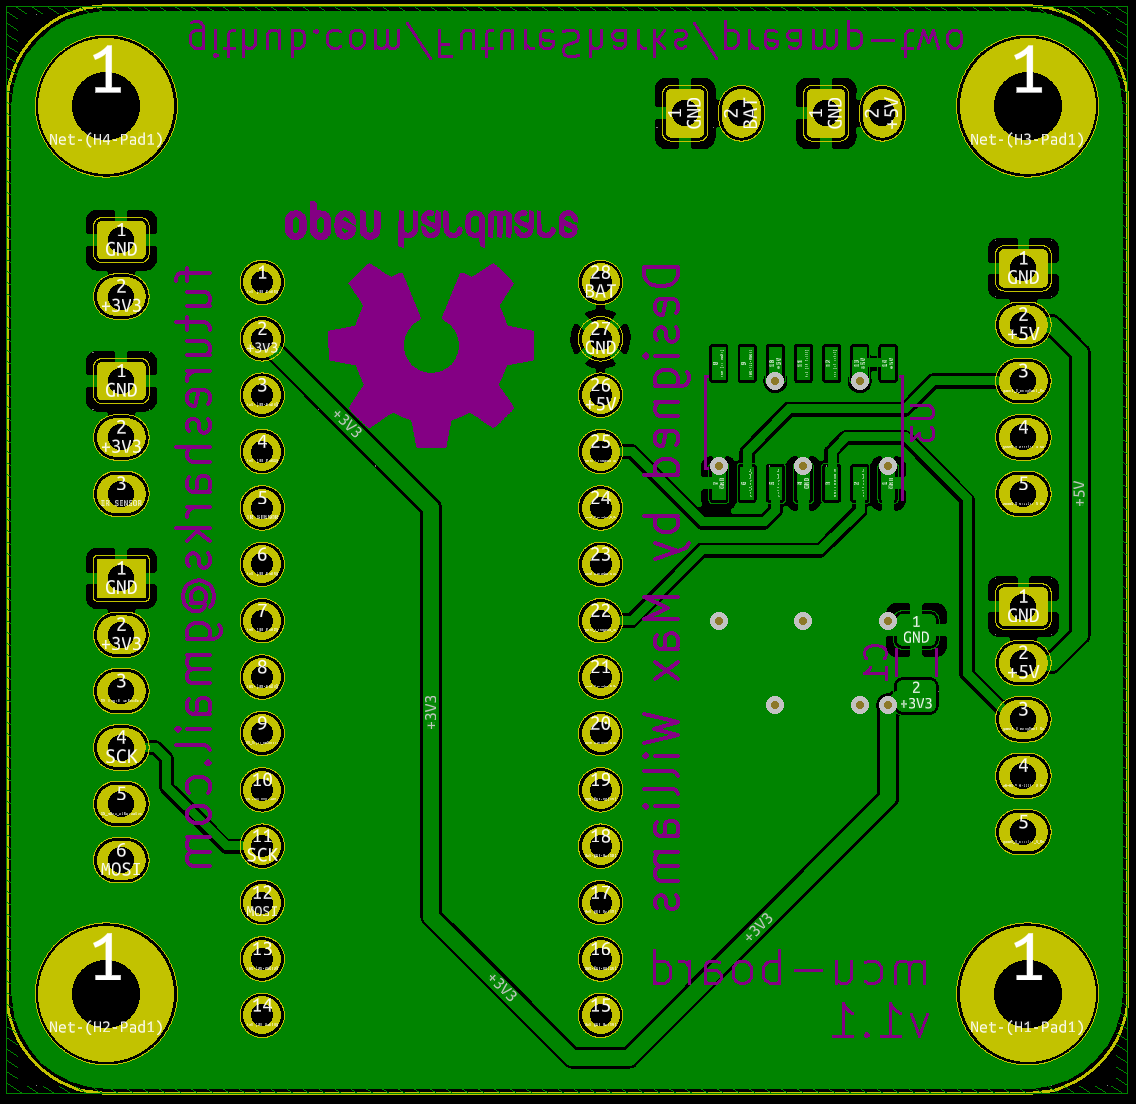 github.com/FutureSharks/preamp-two
1
Net-(H4-Pad1)
1
GND
2
BAT
1
GND
2
+5V
1
Net-(H3-Pad1)
open hardware
futuresharks@gmail.com
Designed by Max Williams
1
GND
2
+3V3
1
GND
2
+3V3
3
IR_SENSOR
1
GND
2
+3V3
3
4
SCK
5
6
MOSI
1
2
+3V3
3
4
5
6
7
8
9
10
11
SCK
12
MOSI
13
14
28
BAT
27
GND
26
+5V
25
24
23
22
21
20
19
18
17
16
15
+3V3
+3V3
+3V3
+3V3
U3
C1
1
GND
2
+3V3
1
GND
2
+5V
3
4
5
+5V
1
GND
2
+5V
3
4
5
mcu-board
v1.1
1
Net-(H2-Pad1)
1
Net-(H1-Pad1)